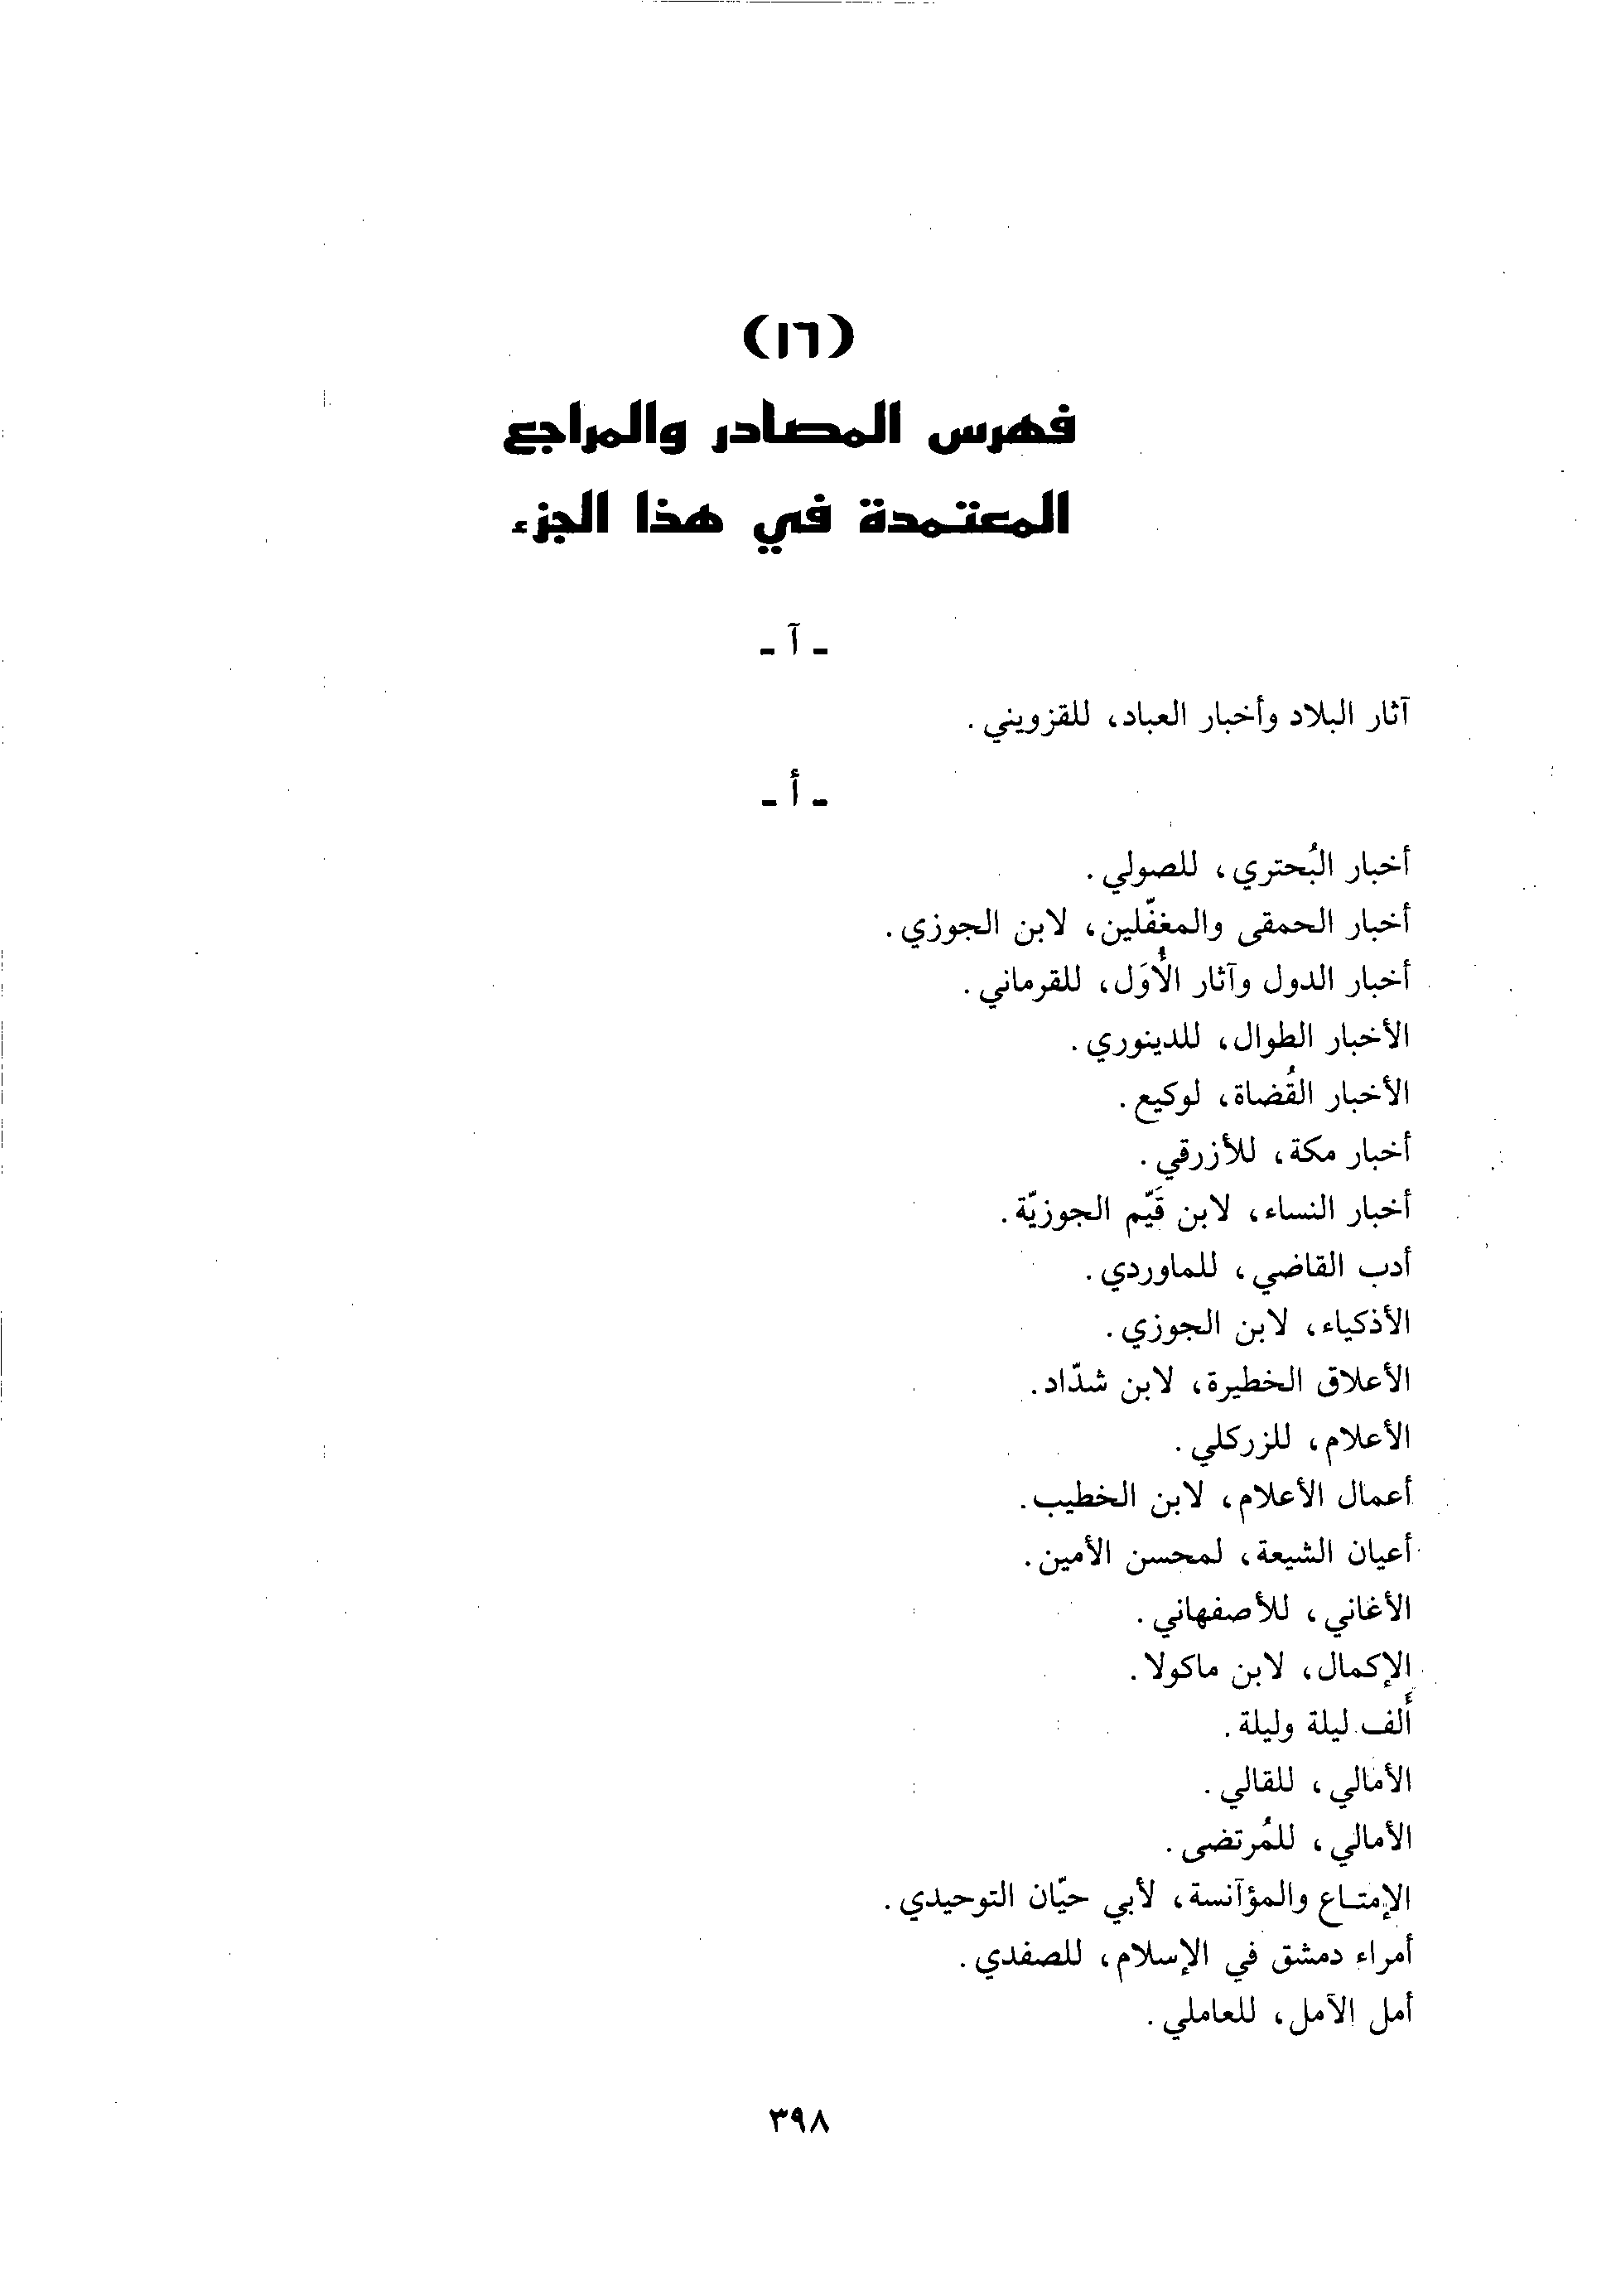 (١٦)
فهرس المصادر والمراجع
المعتمدة في هذا الجزء
ـ آ ـ
آثار البلاد وأخبار العباد، للقزويني.
ـ أ ـ
أخبار البُحتري، للصولي.
أخبار الحمقى والمغفّلين، لابن الجوزي.
أخبار الدول وآثار الأُوَل، للقرماني.
الأخبار الطوال، للدينوري.
الأخبار القُضاة، لوكيع.
أخبار مكة، للأزرقي.
أخبار النساء، لابن قَيّم الجوزيّة.
أدب القاضي، للماوردي.
الأذكياء، لابن الجوزي.
الأعلاق الخطيرة، لابن شدّاد.
الأعلام، للزركلي.
أعمال الأعلام، لابن الخطيب.
أعيان الشيعة، لمحسن الأمين.
الأغاني، للأصفهاني.
الإكمال، لابن ماكولا.
ألف ليلة وليلة.
الأمالي، للقالي.
الأمالي، للمُرتضى.
الإمتـاع والمؤآنسة، لأبي حيّان التوحيدي.
أمراء دمشق في الإسلام، للصفدي.
أمل الآمل، للعاملي.
٣٩٨